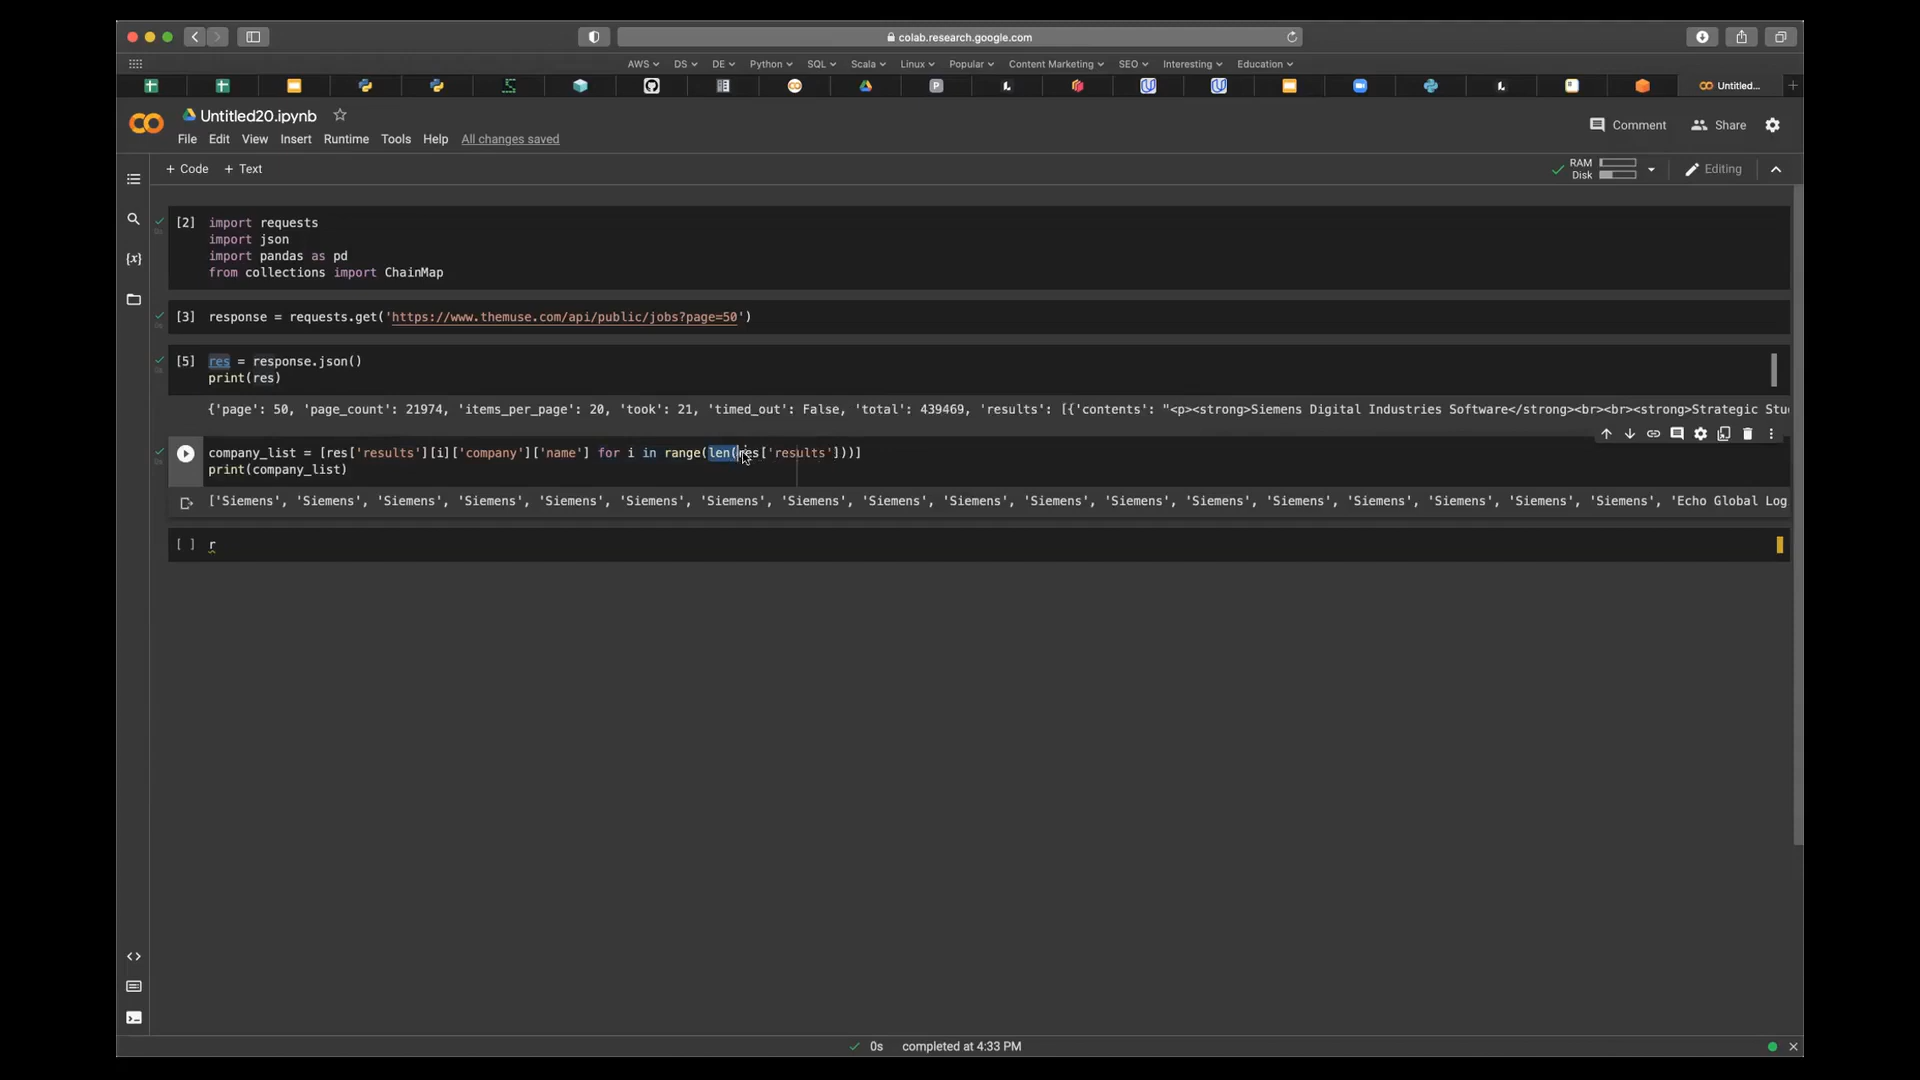 colab.research.google.com
AWS DS DE Python SQL Scala Linux Popular Content Marketing SEO Interesting Education
Untitled...
Untitled20.ipynb
File Edit View Insert Runtime Tools Help All changes saved
Comment Share
+ Code + Text
RAM
Disk
Editing
[2] import requests
import json
import pandas as pd
from collections import ChainMap
[3] response = requests.get('https://www.themuse.com/api/public/jobs?page=50')
[5] res = response.json()
print(res)
{'page': 50, 'page_count': 21974, 'items_per_page': 20, 'took': 21, 'timed_out': False, 'total': 439469, 'results': [{'contents': "<p><strong>Siemens Digital Industries Software</strong><br><br><strong>Strategic Stu
company_list = [res['results'][i]['company']['name'] for i in range(len(res['results']))]
print(company_list)
['Siemens', 'Siemens', 'Siemens', 'Siemens', 'Siemens', 'Siemens', 'Siemens', 'Siemens', 'Siemens', 'Siemens', 'Siemens', 'Siemens', 'Siemens', 'Siemens', 'Siemens', 'Siemens', 'Siemens', 'Siemens', 'Echo Global Log
[ ] r
0s completed at 4:33 PM